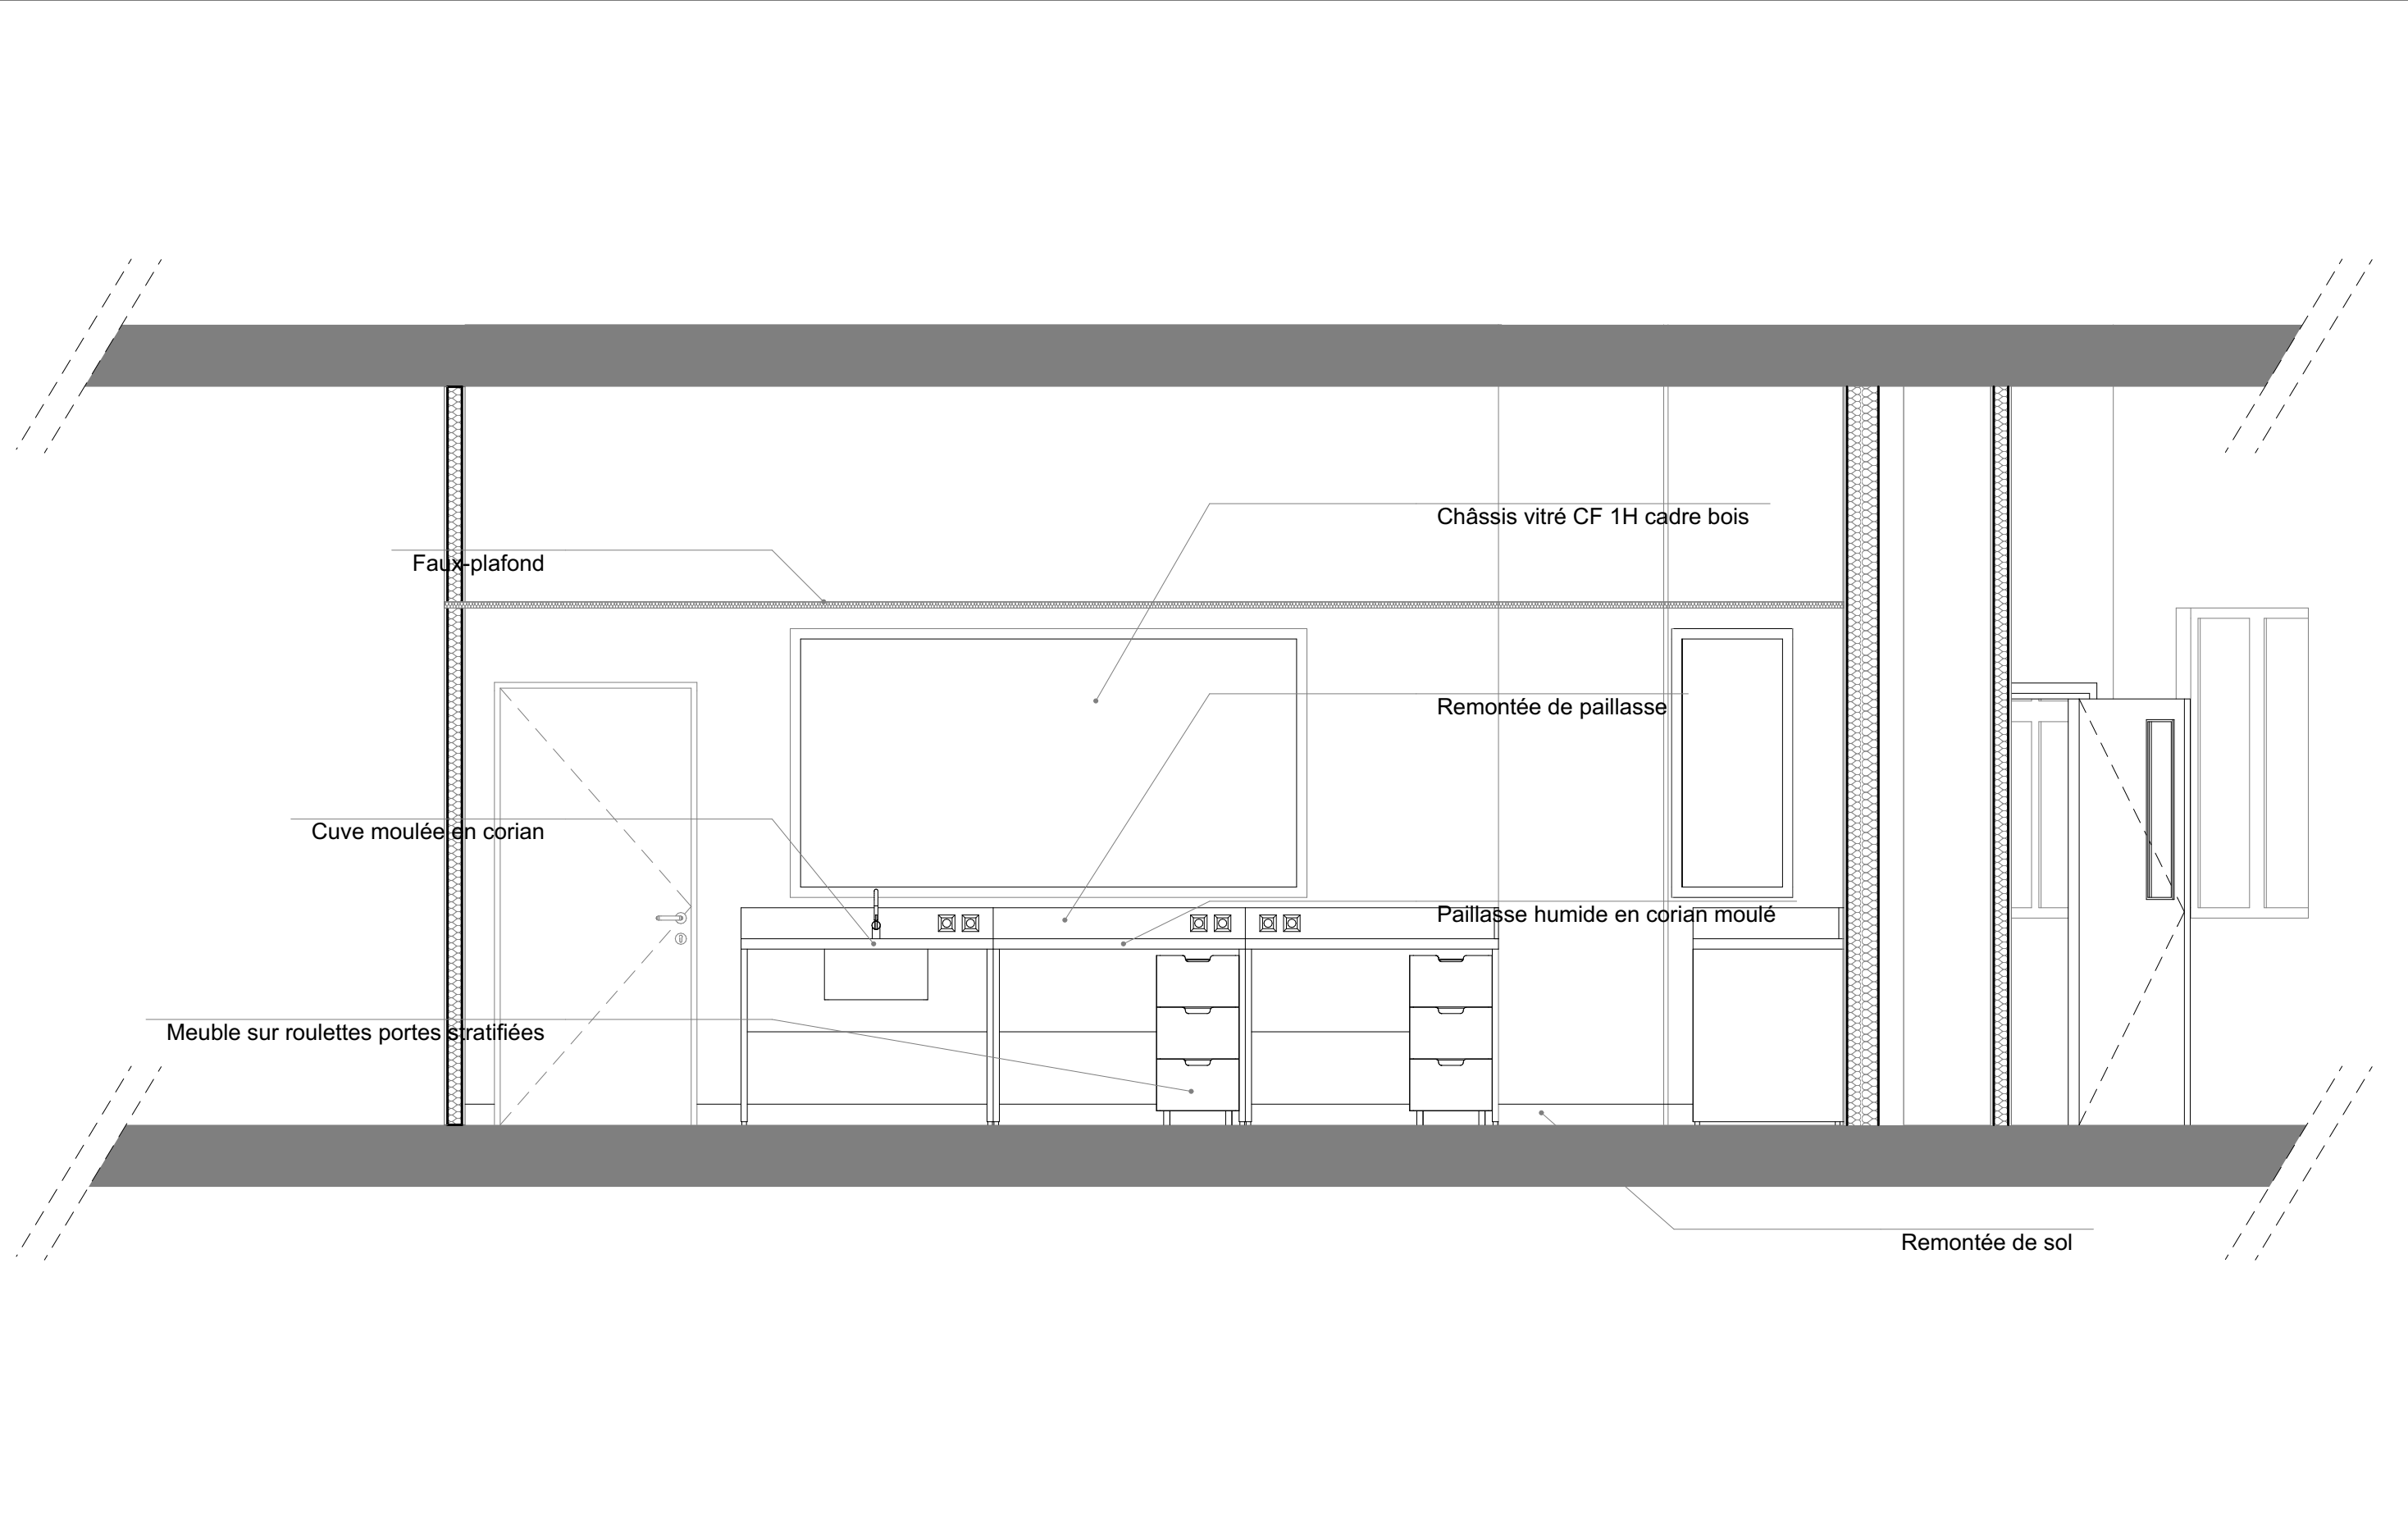 Châssis vitré CF 1H cadre bois
Faux-plafond
Remontée de paillasse
Cuve moulée en corian
Paillasse humide en corian moulé
Meuble sur roulettes portes stratifiées
Remontée de sol